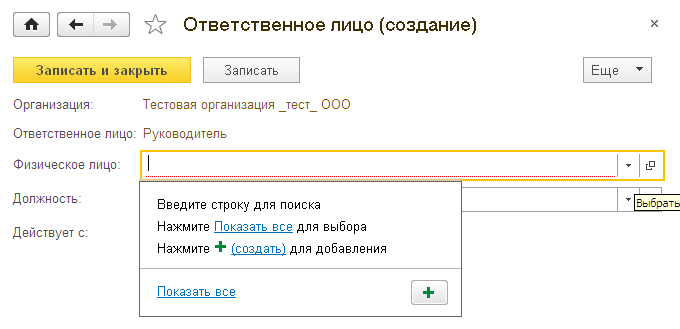 Ответственное лицо (создание)
Записать и закрыть Записать Еще
Организация: Тестовая организация _тест_ ООО
Ответственное лицо: Руководитель
Физическое лицо:
Должность:
Выбрать
Действует с:
Введите строку для поиска
Нажмите Показать все для выбора
Нажмите + (создать) для добавления
Показать все